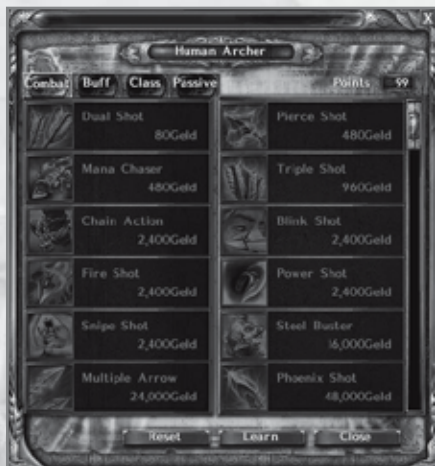 X
Human Archer
Combat Buff Class Passive Points 99
Dual Shot
80Geld
Pierce Shot
480Geld
Mana Chaser
480Geld
Triple Shot
960Geld
Chain Action
2,400Geld
Blink Shot
2,400Geld
Fire Shot
2,400Geld
Power Shot
2,400Geld
Snipe Shot
2,400Geld
Steel Buster
16,000Geld
Multiple Arrow
24,000Geld
Phoenix Shot
48,000Geld
Reset Learn Close